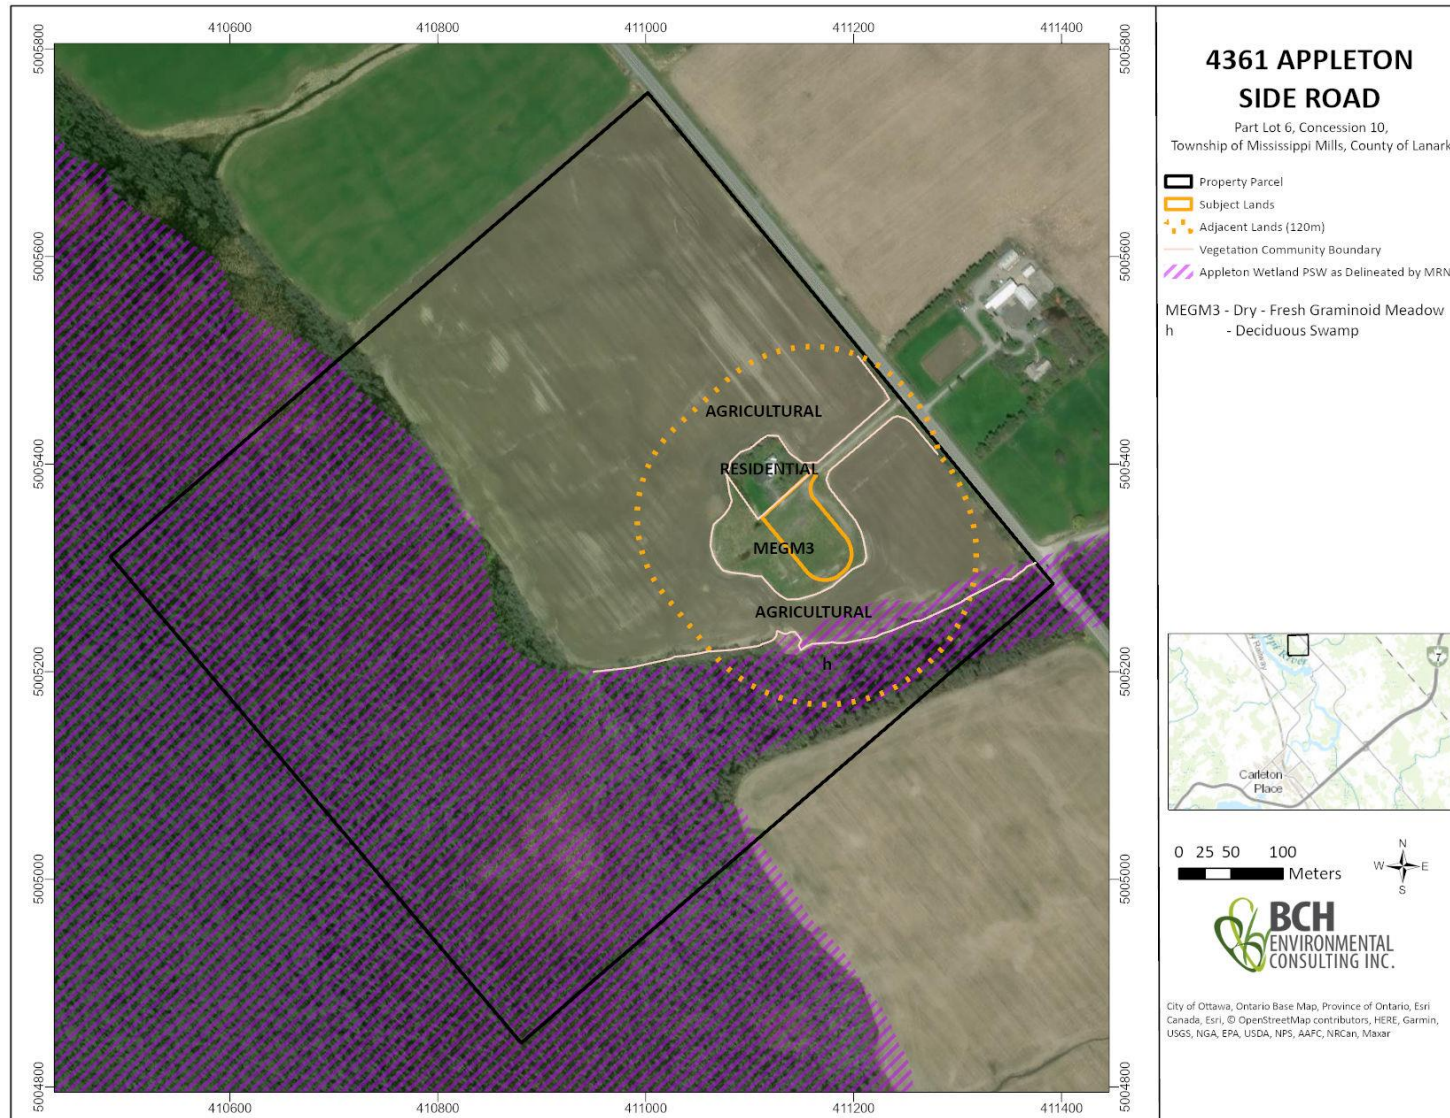 410600 410800 411000 411200 411400
5005800 5005800
5005600 5005600
5005400 5005400
5005200 5005200
5005000 5005000
5004800 5004800
410600 410800 411000 411200 411400
AGRICULTURAL
RESIDENTIAL
MEGM3
AGRICULTURAL
h
4361 APPLETON
SIDE ROAD
Part Lot 6, Concession 10,
Township of Mississippi Mills, County of Lanark
Property Parcel
Subject Lands
Adjacent Lands (120m)
Vegetation Community Boundary
Appleton Wetland PSW as Delineated by MRN
MEGM3 - Dry - Fresh Graminoid Meadow
h - Deciduous Swamp
River
7
Carleton
Place
0 25 50 100
Meters
N
W E
S
BCH
ENVIRONMENTAL
CONSULTING INC.
City of Ottawa, Ontario Base Map, Province of Ontario, Esri
Canada, Esri, © OpenStreetMap contributors, HERE, Garmin,
USGS, NGA, EPA, USDA, NPS, AAFC, NRCan, Maxar